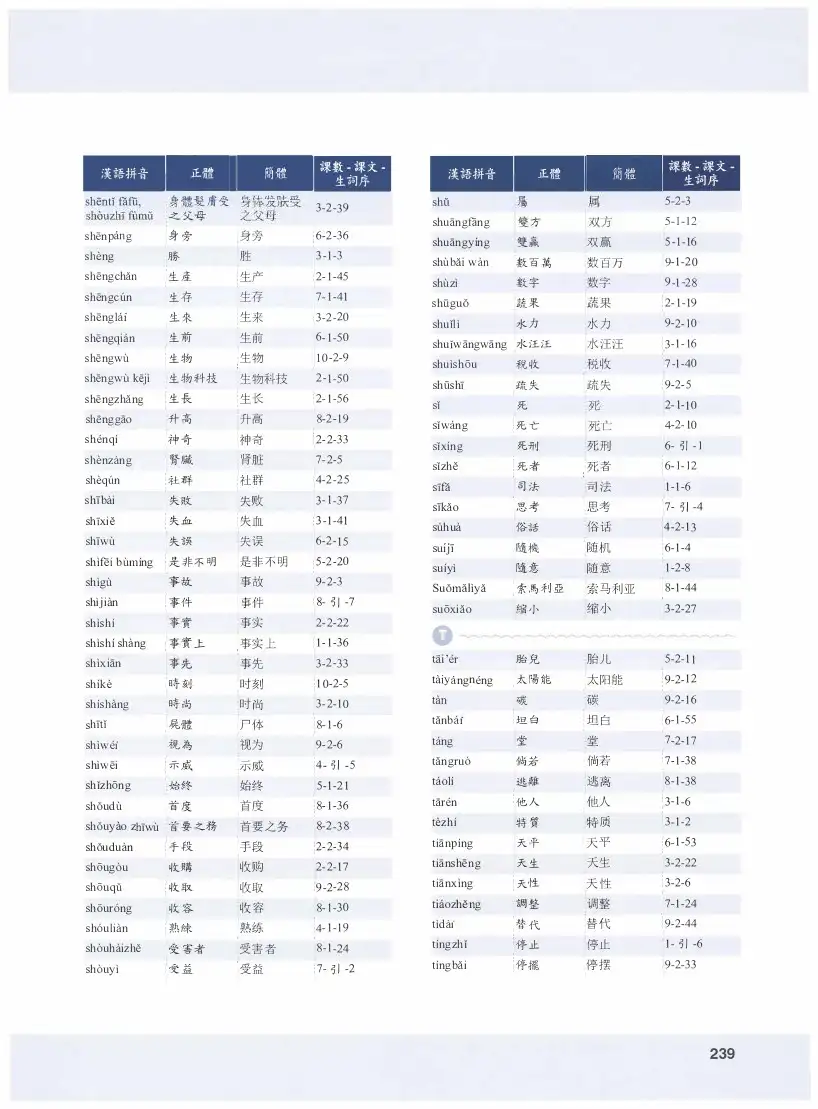 漢語拼音 正體 簡體 課數-課文-生詞序
shēntǐ fǎfū, shòuzhī fùmǔ 身體髮膚受之父母 身体发肤受之父母 3-2-39
shēnpáng 身旁 身旁 6-2-36
shèng 勝 胜 3-1-3
shēngchǎn 生產 生产 2-1-45
shēngcún 生存 生存 7-1-41
shēnglái 生來 生来 3-2-20
shēngqián 生前 生前 6-1-50
shēngwù 生物 生物 10-2-9
shēngwù kējì 生物科技 生物科技 2-1-50
shēngzhǎng 生長 生长 2-1-56
shēnggāo 升高 升高 8-2-19
shénqí 神奇 神奇 2-2-33
shènzàng 腎臟 肾脏 7-2-5
shèqún 社群 社群 4-2-25
shībài 失敗 失败 3-1-37
shīxiě 失血 失血 3-1-41
shīwù 失誤 失误 6-2-15
shìfēi bùmíng 是非不明 是非不明 5-2-20
shìgù 事故 事故 9-2-3
shìjiàn 事件 事件 8- 引 -7
shìshí 事實 事实 2-2-22
shìshí shàng 事實上 事实上 1-1-36
shìxiān 事先 事先 3-2-33
shíkè 時刻 时刻 10-2-5
shíshàng 時尚 时尚 3-2-10
shītǐ 屍體 尸体 8-1-6
shìwéi 視為 视为 9-2-6
shìwēi 示威 示威 4- 引 -5
shǐzhōng 始終 始终 5-1-21
shǒudù 首度 首度 8-1-36
shǒuyào zhīwù 首要之務 首要之务 8-2-38
shǒuduàn 手段 手段 2-2-34
shōugòu 收購 收购 2-2-17
shōuqǔ 收取 收取 9-2-28
shōuróng 收容 收容 8-1-30
shóuliàn 熟練 熟练 4-1-19
shòuhàizhě 受害者 受害者 8-1-24
shòuyì 受益 受益 7- 引 -2
漢語拼音 正體 簡體 課數-課文-生詞序
shǔ 屬 属 5-2-3
shuāngfāng 雙方 双方 5-1-12
shuāngyíng 雙贏 双赢 5-1-16
shùbǎi wàn 數百萬 数百万 9-1-20
shùzì 數字 数字 9-1-28
shūguǒ 蔬果 蔬果 2-1-19
shuǐlì 水力 水力 9-2-10
shuǐwāngwāng 水汪汪 水汪汪 3-1-16
shuìshōu 稅收 税收 7-1-40
shūshī 疏失 疏失 9-2-5
sǐ 死 死 2-1-10
sǐwáng 死亡 死亡 4-2-10
sǐxíng 死刑 死刑 6- 引 -1
sǐzhě 死者 死者 6-1-12
sīfǎ 司法 司法 1-1-6
sīkǎo 思考 思考 7- 引 -4
súhuà 俗話 俗话 4-2-13
suíjī 隨機 随机 6-1-4
suíyì 隨意 随意 1-2-8
Suǒmǎlìyǎ 索馬利亞 索马利亚 8-1-44
suōxiǎo 縮小 缩小 3-2-27
T
tāi'ér 胎兒 胎儿 5-2-11
tàiyángnéng 太陽能 太阳能 9-2-12
tàn 碳 碳 9-2-16
tǎnbái 坦白 坦白 6-1-55
táng 堂 堂 7-2-17
tǎngruò 倘若 倘若 7-1-38
táolí 逃離 逃离 8-1-38
tārén 他人 他人 3-1-6
tèzhí 特質 特质 3-1-2
tiānpíng 天平 天平 6-1-53
tiānshēng 天生 天生 3-2-22
tiānxìng 天性 天性 3-2-6
tiáozhěng 調整 调整 7-1-24
tìdài 替代 替代 9-2-44
tíngzhǐ 停止 停止 1- 引 -6
tíngbǎi 停擺 停摆 9-2-33
239